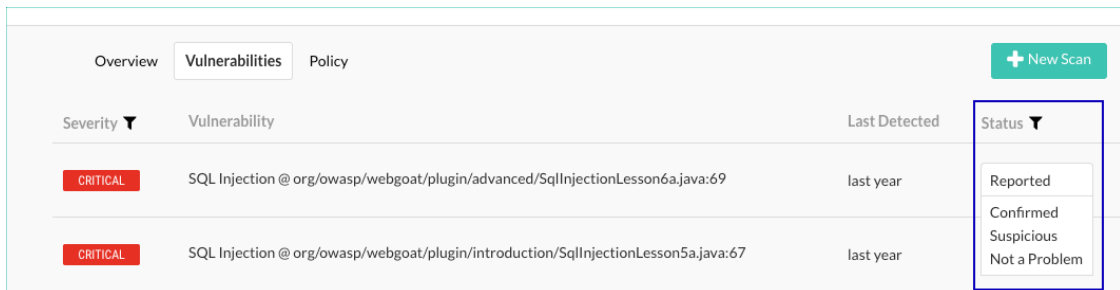 Overview Vulnerabilities Policy New Scan
Severity Vulnerability Last Detected Status
CRITICAL SQL Injection @ org/owasp/webgoat/plugin/advanced/SqlInjectionLesson6a.java:69 last year Reported
Confirmed
Suspicious
CRITICAL SQL Injection @ org/owasp/webgoat/plugin/introduction/SqlInjectionLesson5a.java:67 last year Not a Problem